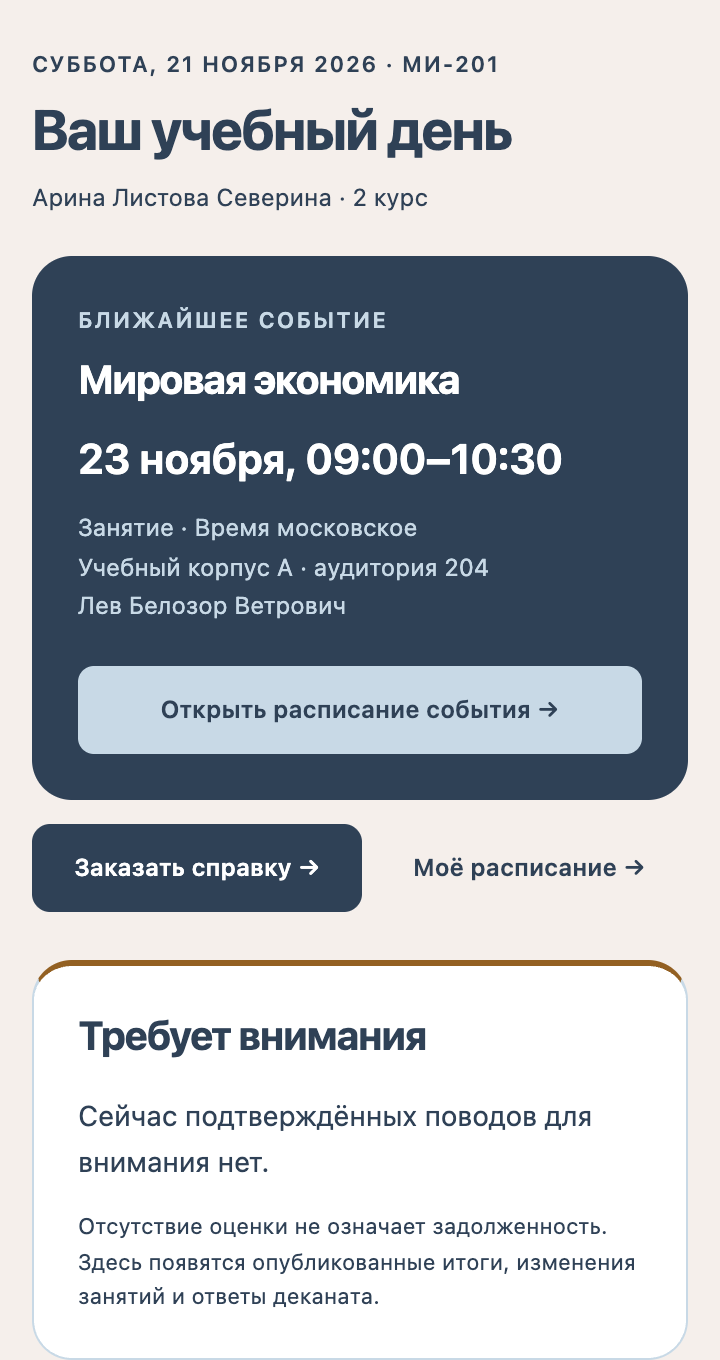 СУББОТА, 21 НОЯБРЯ 2026 · МИ-201
Ваш учебный день
Арина Листова Северина · 2 курс
БЛИЖАЙШЕЕ СОБЫТИЕ
Мировая экономика
23 ноября, 09:00–10:30
Занятие · Время московское
Учебный корпус А · аудитория 204
Лев Белозор Ветрович
Открыть расписание события →
Заказать справку →
Моё расписание →
Требует внимания
Сейчас подтверждённых поводов для
внимания нет.
Отсутствие оценки не означает задолженность.
Здесь появятся опубликованные итоги, изменения
занятий и ответы деканата.